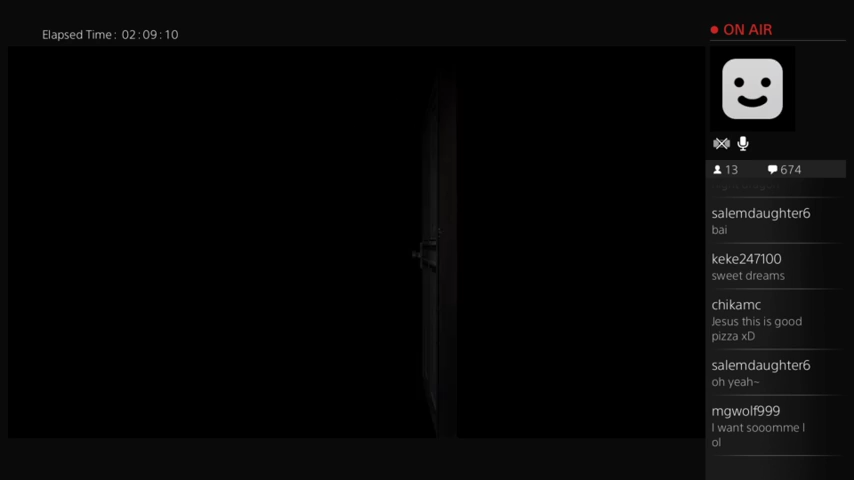 Elapsed Time: 02:09:10
ON AIR
13 674
salemdaughter6
bai
keke247100
sweet dreams
chikamc
Jesus this is good
pizza xD
salemdaughter6
oh yeah~
mgwolf999
I want sooomme l
ol